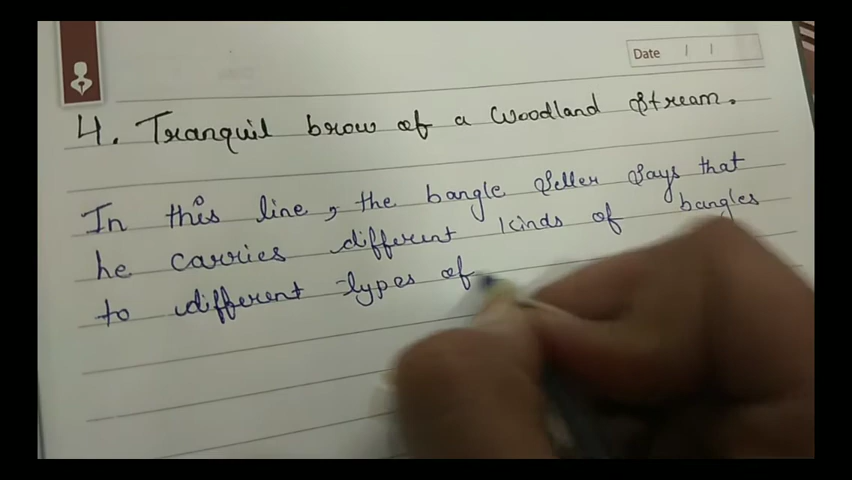 Date / /
4. Tranquil brow of a Woodland Stream.
In this line, the bangle Seller Says that
he carries different kinds of bangles
to different types of